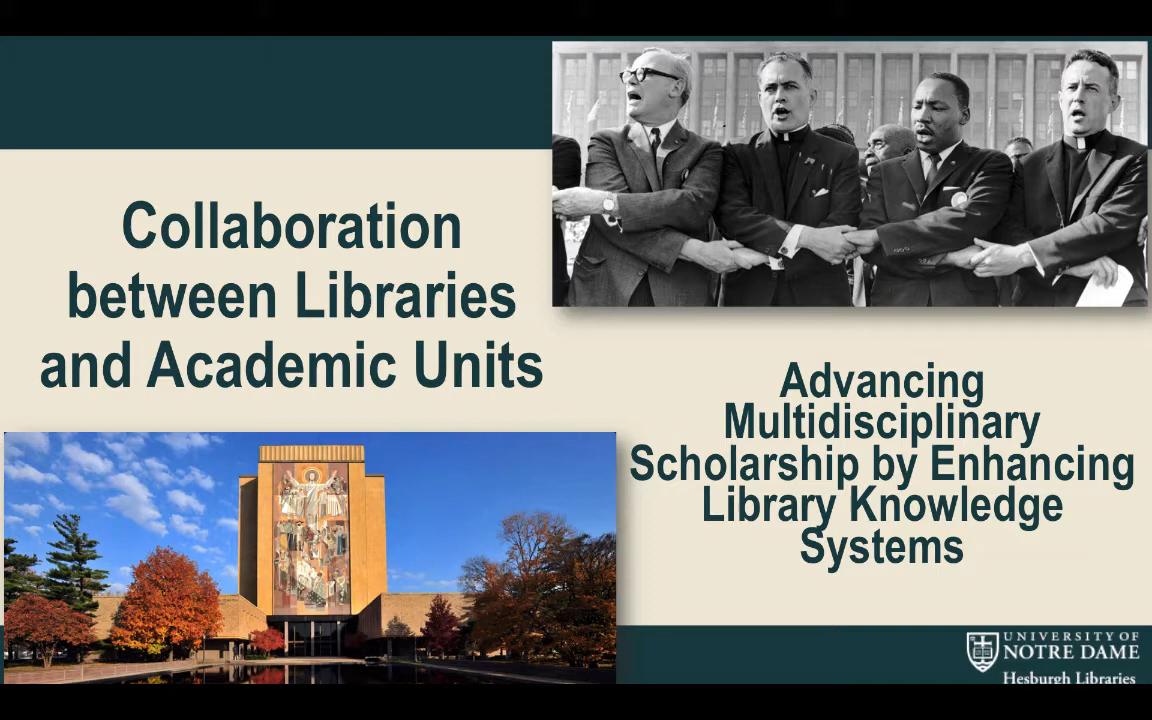 Collaboration
between Libraries
and Academic Units
Advancing
Multidisciplinary
Scholarship by Enhancing
Library Knowledge
Systems
UNIVERSITY OF
NOTRE DAME
Hesburgh Libraries